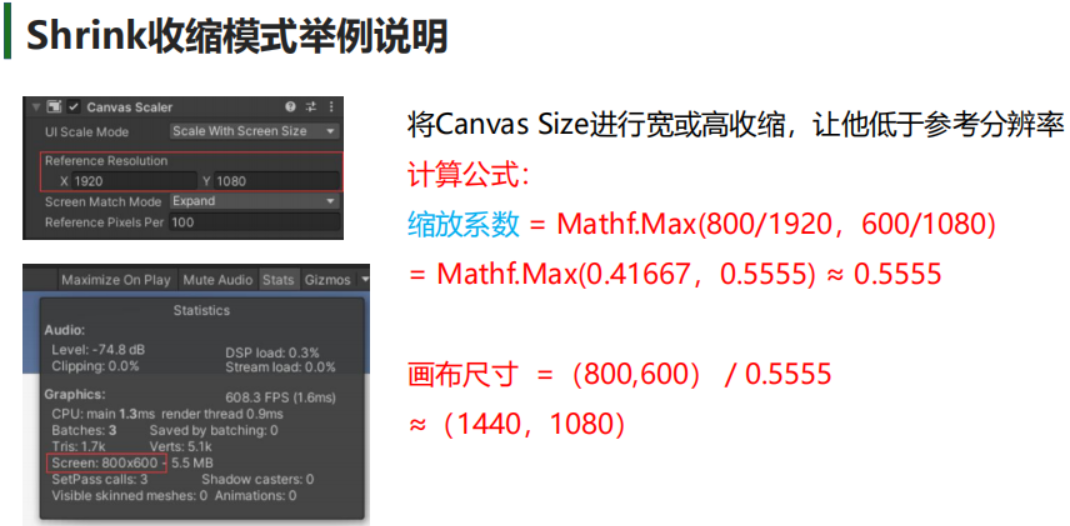 Shrink收缩模式举例说明
Canvas Scaler
UI Scale Mode Scale With Screen Size
Reference Resolution
X 1920 Y 1080
Screen Match Mode Expand
Reference Pixels Per 100
Maximize On Play Mute Audio Stats Gizmos
Statistics
Audio:
Level: -74.8 dB DSP load: 0.3%
Clipping: 0.0% Stream load: 0.0%
Graphics: 608.3 FPS (1.6ms)
CPU: main 1.3ms render thread 0.9ms
Batches: 3 Saved by batching: 0
Tris: 1.7k Verts: 5.1k
Screen: 800x600 - 5.5 MB
SetPass calls: 3 Shadow casters: 0
Visible skinned meshes: 0 Animations: 0
将Canvas Size进行宽或高收缩，让他低于参考分辨率
计算公式：
缩放系数 = Mathf.Max(800/1920，600/1080)
= Mathf.Max(0.41667，0.5555) ≈ 0.5555
画布尺寸 =（800,600） / 0.5555
≈（1440，1080）